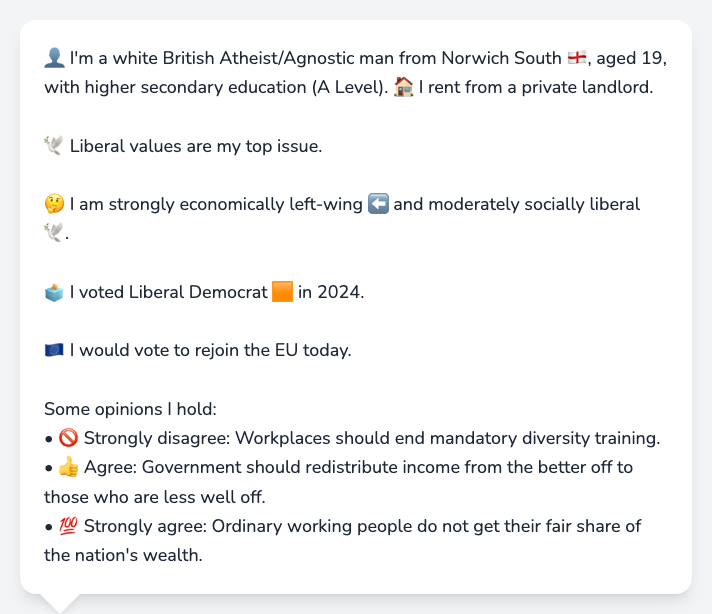 👤 I'm a white British Atheist/Agnostic man from Norwich South 🏴󠁧󠁢󠁥󠁮󠁧󠁿, aged 19,
with higher secondary education (A Level). 🏠 I rent from a private landlord.
🕊️ Liberal values are my top issue.
🤔 I am strongly economically left-wing ⬅️ and moderately socially liberal
🕊️.
🗳️ I voted Liberal Democrat 🟧 in 2024.
🇪🇺 I would vote to rejoin the EU today.
Some opinions I hold:
• 🚫 Strongly disagree: Workplaces should end mandatory diversity training.
• 👍 Agree: Government should redistribute income from the better off to
those who are less well off.
• 💯 Strongly agree: Ordinary working people do not get their fair share of
the nation's wealth.